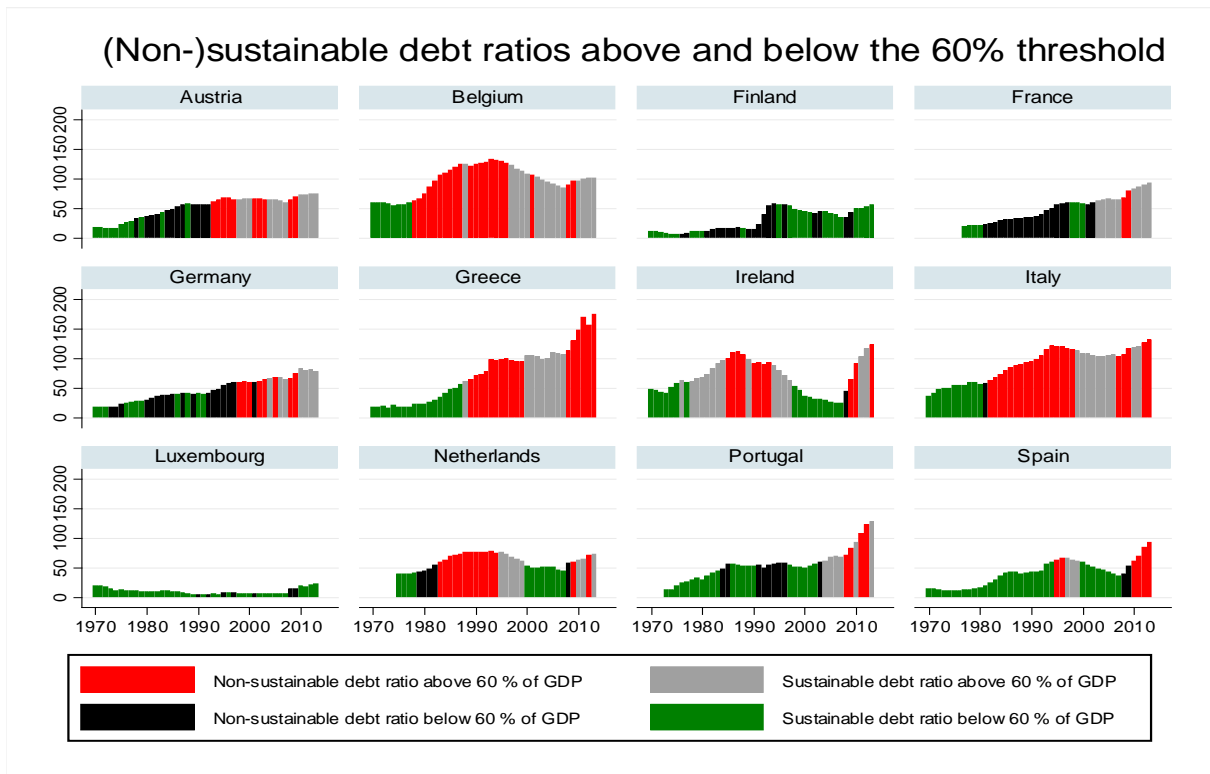 (Non-)sustainable debt ratios above and below the 60% threshold
Austria Belgium Finland France
0 50 100 150 200
Germany Greece Ireland Italy
0 50 100 150 200
Luxembourg Netherlands Portugal Spain
0 50 100 150 200
1970 1980 1990 2000 2010 1970 1980 1990 2000 2010 1970 1980 1990 2000 2010 1970 1980 1990 2000 2010
Non-sustainable debt ratio above 60 % of GDP Sustainable debt ratio above 60 % of GDP
Non-sustainable debt ratio below 60 % of GDP Sustainable debt ratio below 60 % of GDP